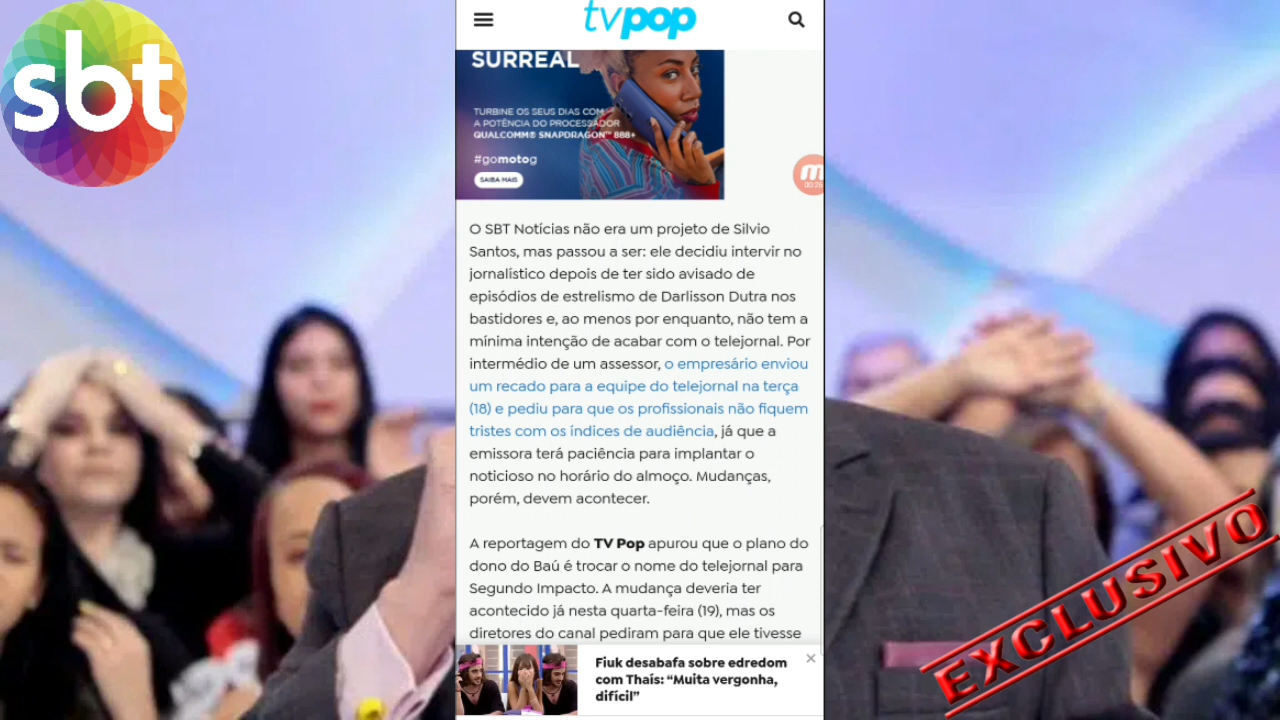 sbt
tvpop
SURREAL
TURBINE OS SEUS DIAS COM
A POTÊNCIA DO PROCESSADOR
QUALCOMM® SNAPDRAGON™ 888+
#gomotog
SAIBA MAIS
00:26
O SBT Notícias não era um projeto de Silvio
Santos, mas passou a ser: ele decidiu intervir no
jornalístico depois de ter sido avisado de
episódios de estrelismo de Darlisson Dutra nos
bastidores e, ao menos por enquanto, não tem a
mínima intenção de acabar com o telejornal. Por
intermédio de um assessor, o empresário enviou
um recado para a equipe do telejornal na terça
(18) e pediu para que os profissionais não fiquem
tristes com os índices de audiência, já que a
emissora terá paciência para implantar o
noticioso no horário do almoço. Mudanças,
porém, devem acontecer.
A reportagem do TV Pop apurou que o plano do
dono do Baú é trocar o nome do telejornal para
Segundo Impacto. A mudança deveria ter
acontecido já nesta quarta-feira (19), mas os
diretores do canal pediram para que ele tivesse
Fiuk desabafa sobre edredom
com Thaís: “Muita vergonha,
difícil”
EXCLUSIVO